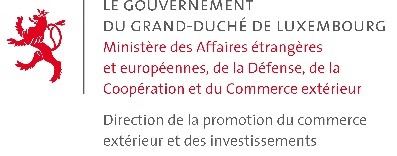 LE GOUVERNEMENT
DU GRAND-DUCHÉ DE LUXEMBOURG
Ministère des Affaires étrangères
et européennes, de la Défense, de la
Coopération et du Commerce extérieur
Direction de la promotion du commerce
extérieur et des investissements